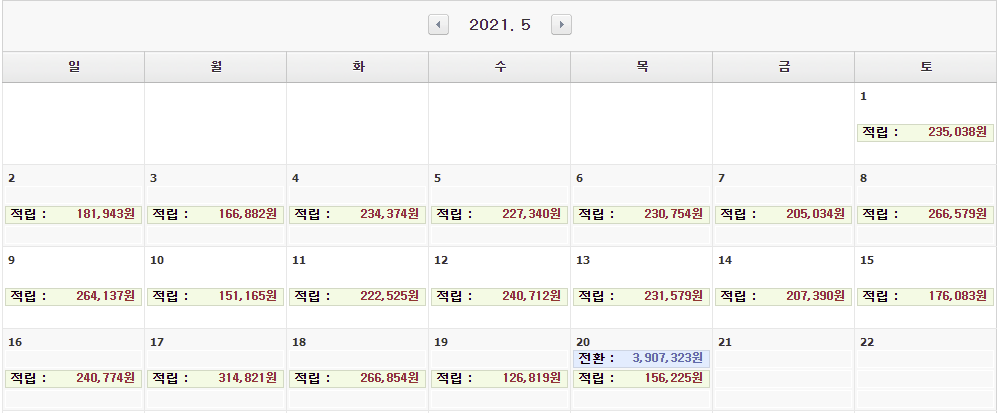 2021. 5
일 월 화 수 목 금 토
1
적립 : 235,038원
2 3 4 5 6 7 8
적립 : 181,943원 적립 : 166,882원 적립 : 234,374원 적립 : 227,340원 적립 : 230,754원 적립 : 205,034원 적립 : 266,579원
9 10 11 12 13 14 15
적립 : 264,137원 적립 : 151,165원 적립 : 222,525원 적립 : 240,712원 적립 : 231,579원 적립 : 207,390원 적립 : 176,083원
16 17 18 19 20 21 22
전환 : 3,907,323원
적립 : 240,774원 적립 : 314,821원 적립 : 266,854원 적립 : 126,819원 적립 : 156,225원